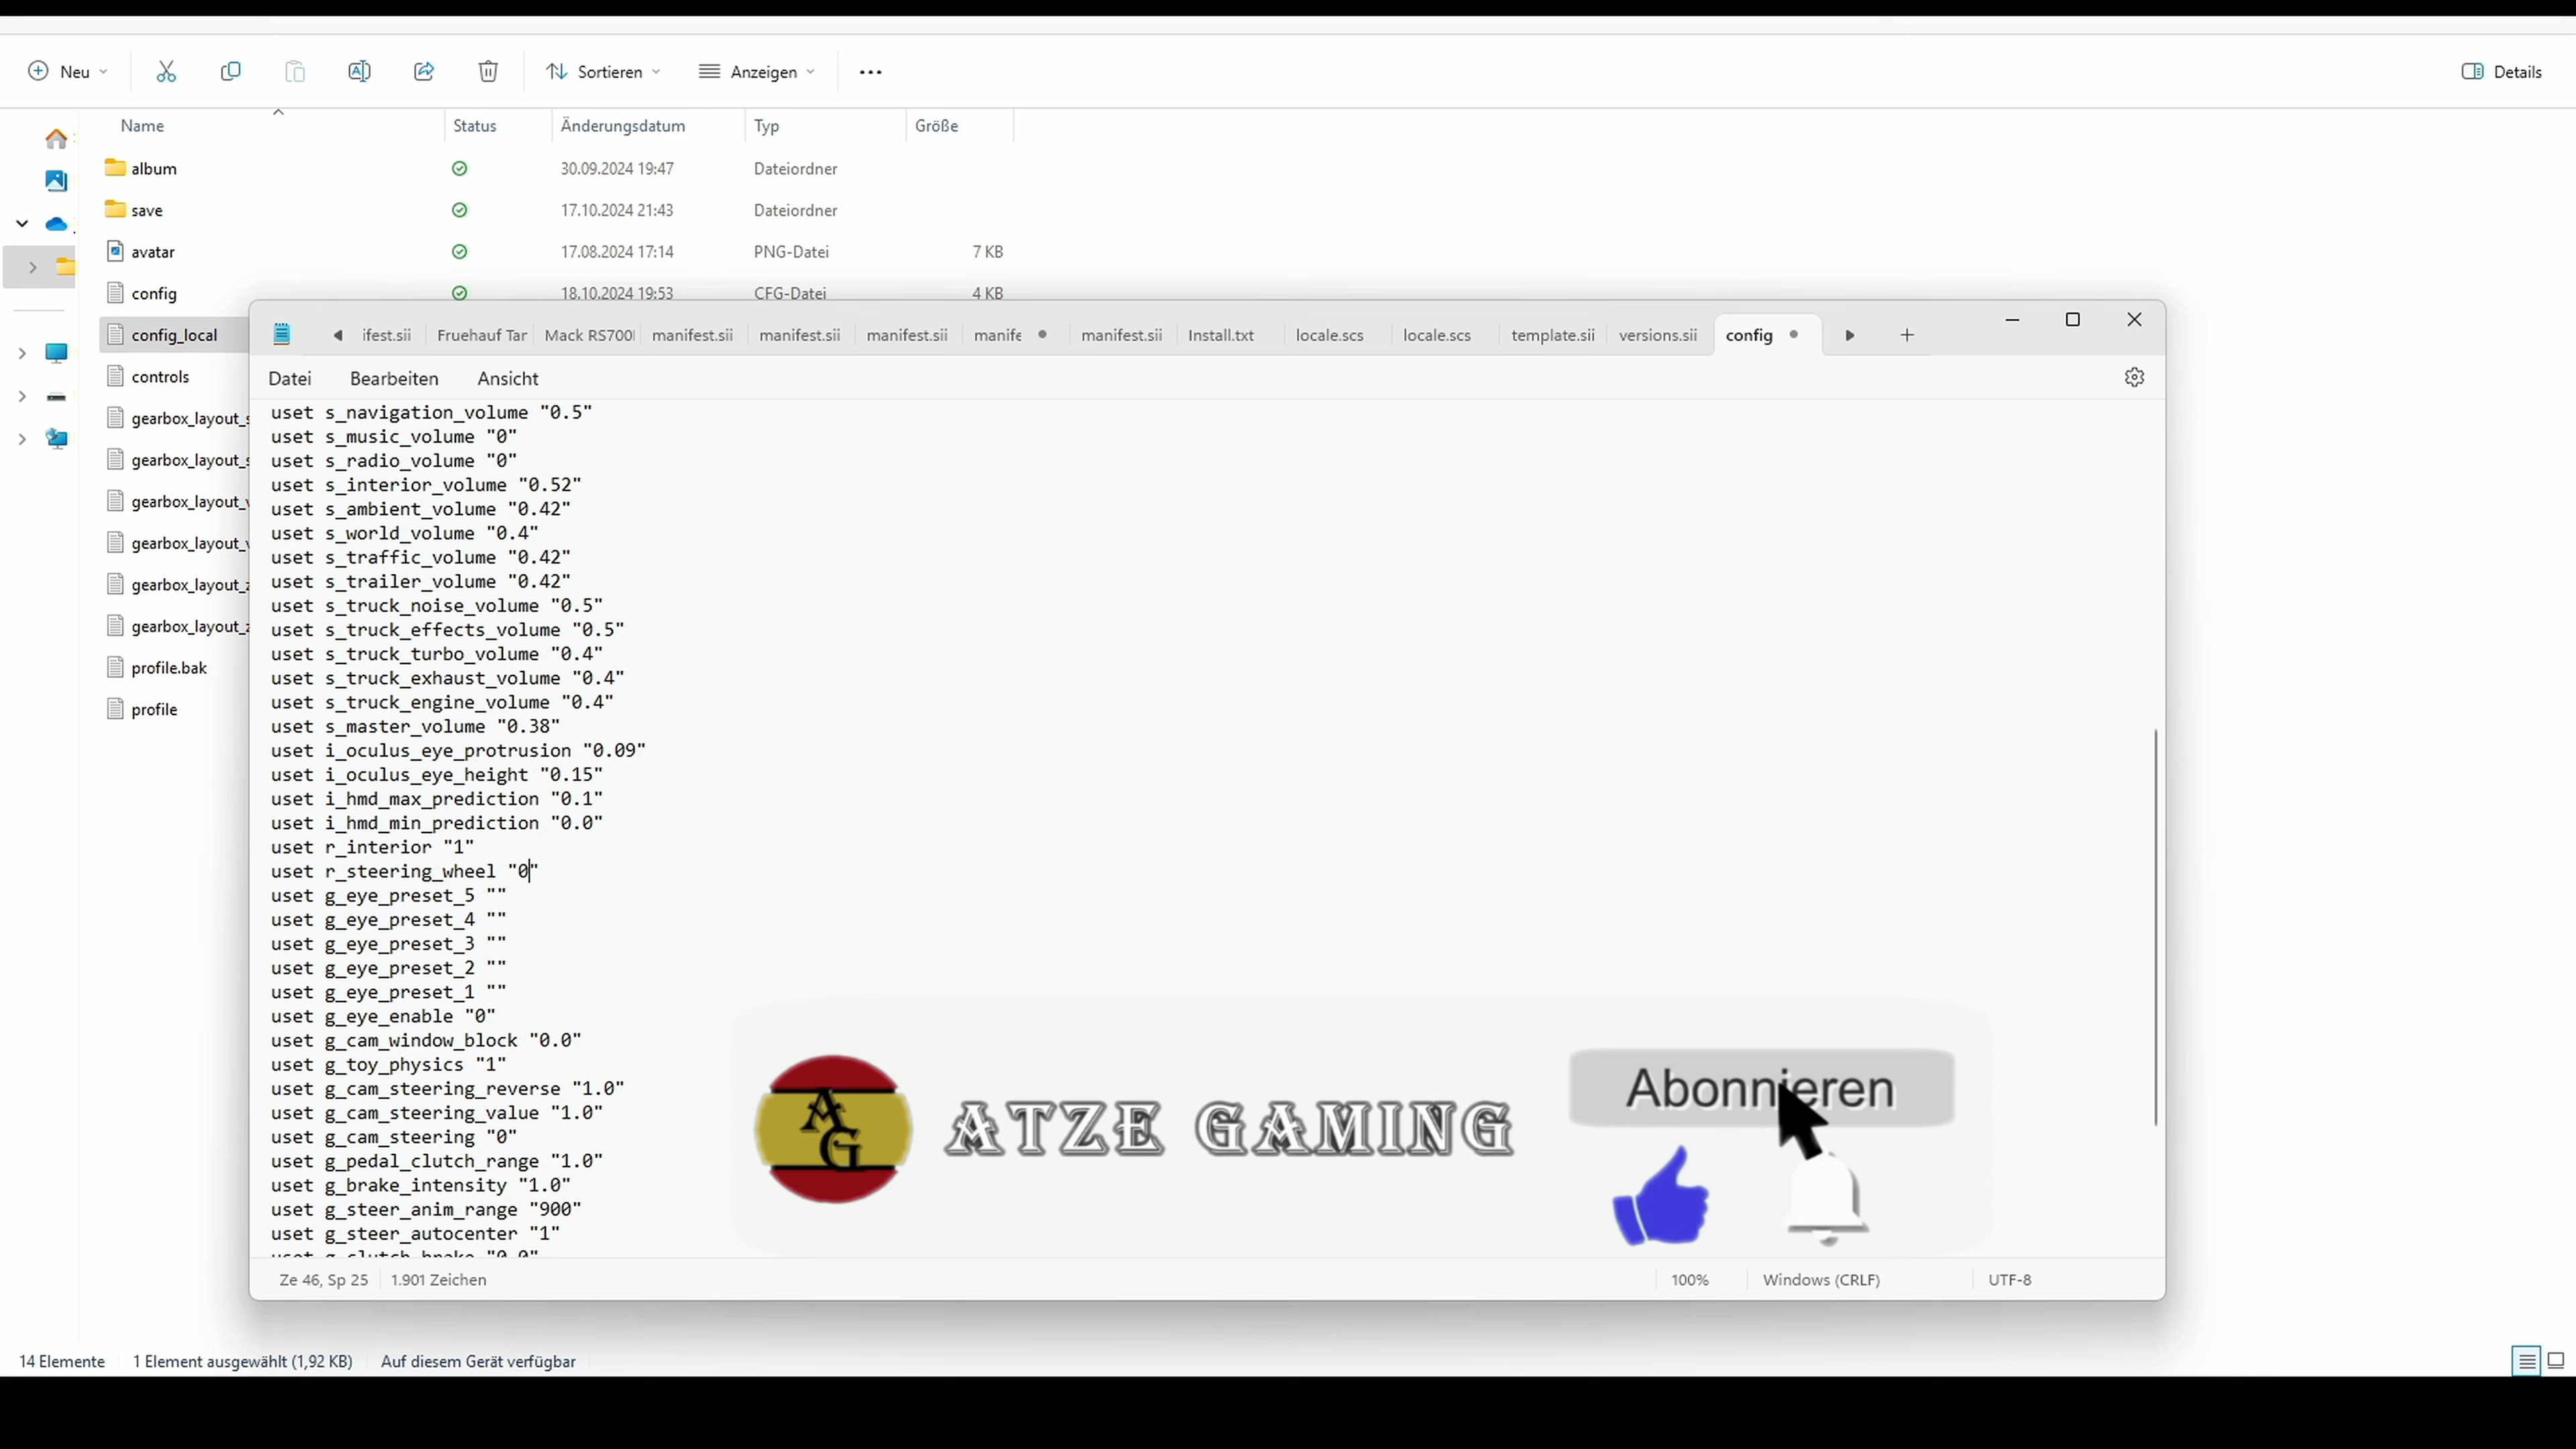 Neu
Sortieren
Anzeigen
Details
Name Status Änderungsdatum Typ Größe
album 30.09.2024 19:47 Dateiordner
save 17.10.2024 21:43 Dateiordner
avatar 17.08.2024 17:14 PNG-Datei 7 KB
config 18.10.2024 19:53 CFG-Datei 4 KB
config_local
controls
gearbox_layout_s
gearbox_layout_s
gearbox_layout_v
gearbox_layout_v
gearbox_layout_z
gearbox_layout_z
profile.bak
profile
ifest.sii Fruehauf Tar Mack RS700 manifest.sii manifest.sii manifest.sii manife manifest.sii Install.txt locale.scs locale.scs template.sii versions.sii config
Datei Bearbeiten Ansicht
uset s_navigation_volume "0.5"
uset s_music_volume "0"
uset s_radio_volume "0"
uset s_interior_volume "0.52"
uset s_ambient_volume "0.42"
uset s_world_volume "0.4"
uset s_traffic_volume "0.42"
uset s_trailer_volume "0.42"
uset s_truck_noise_volume "0.5"
uset s_truck_effects_volume "0.5"
uset s_truck_turbo_volume "0.4"
uset s_truck_exhaust_volume "0.4"
uset s_truck_engine_volume "0.4"
uset s_master_volume "0.38"
uset i_oculus_eye_protrusion "0.09"
uset i_oculus_eye_height "0.15"
uset i_hmd_max_prediction "0.1"
uset i_hmd_min_prediction "0.0"
uset r_interior "1"
uset r_steering_wheel "0"
uset g_eye_preset_5 ""
uset g_eye_preset_4 ""
uset g_eye_preset_3 ""
uset g_eye_preset_2 ""
uset g_eye_preset_1 ""
uset g_eye_enable "0"
uset g_cam_window_block "0.0"
uset g_toy_physics "1"
uset g_cam_steering_reverse "1.0"
uset g_cam_steering_value "1.0"
uset g_cam_steering "0"
uset g_pedal_clutch_range "1.0"
uset g_brake_intensity "1.0"
uset g_steer_anim_range "900"
uset g_steer_autocenter "1"
uset g_clutch_brake "0.0"
AG
ATZE GAMING
Abonnieren
Ze 46, Sp 25 1.901 Zeichen 100% Windows (CRLF) UTF-8
14 Elemente 1 Element ausgewählt (1,92 KB) Auf diesem Gerät verfügbar